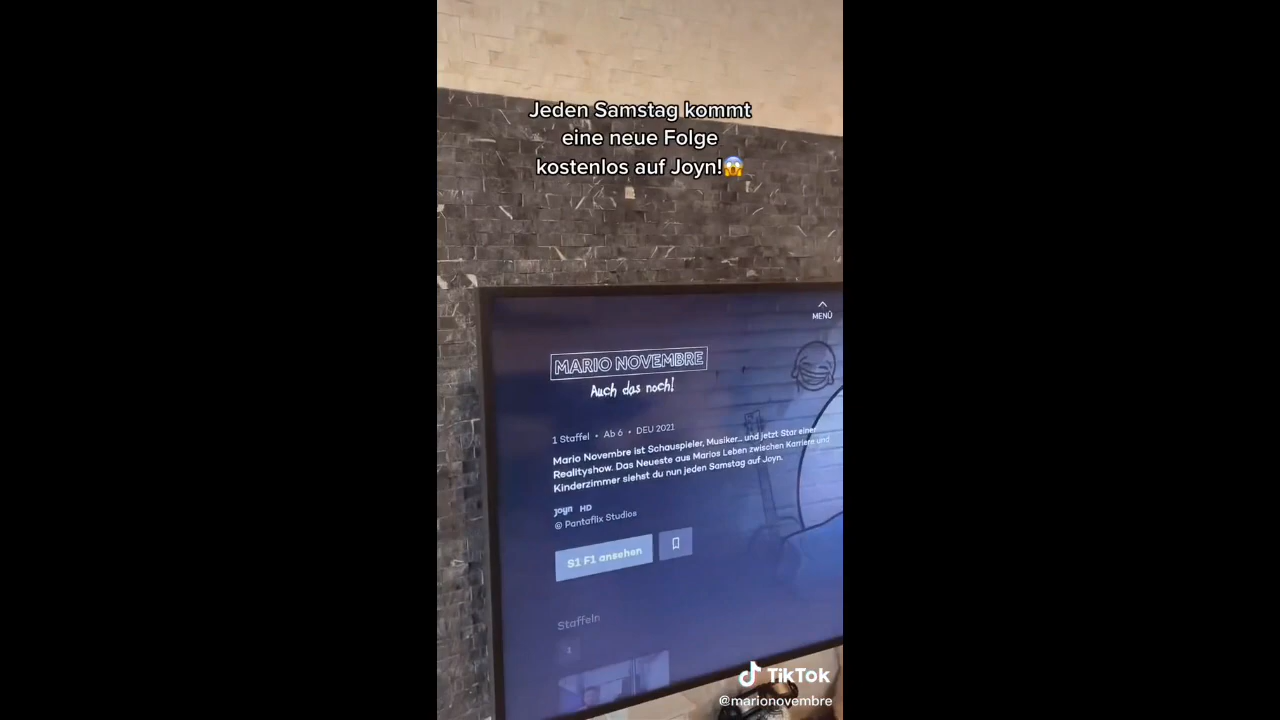 Jeden Samstag kommt
eine neue Folge
kostenlos auf Joyn!😱
MENÜ
MARIO NOVEMBRE
Auch das noch!
1 Staffel • Ab 6 • DEU 2021
Mario Novembre ist Schauspieler, Musiker... und jetzt Star einer
Realityshow. Das Neueste aus Marios Leben zwischen Karriere und
Kinderzimmer siehst du nun jeden Samstag auf Joyn.
joyn HD
© Pantaflix Studios
S1 F1 ansehen
Staffeln
1
TikTok
@marionovembre